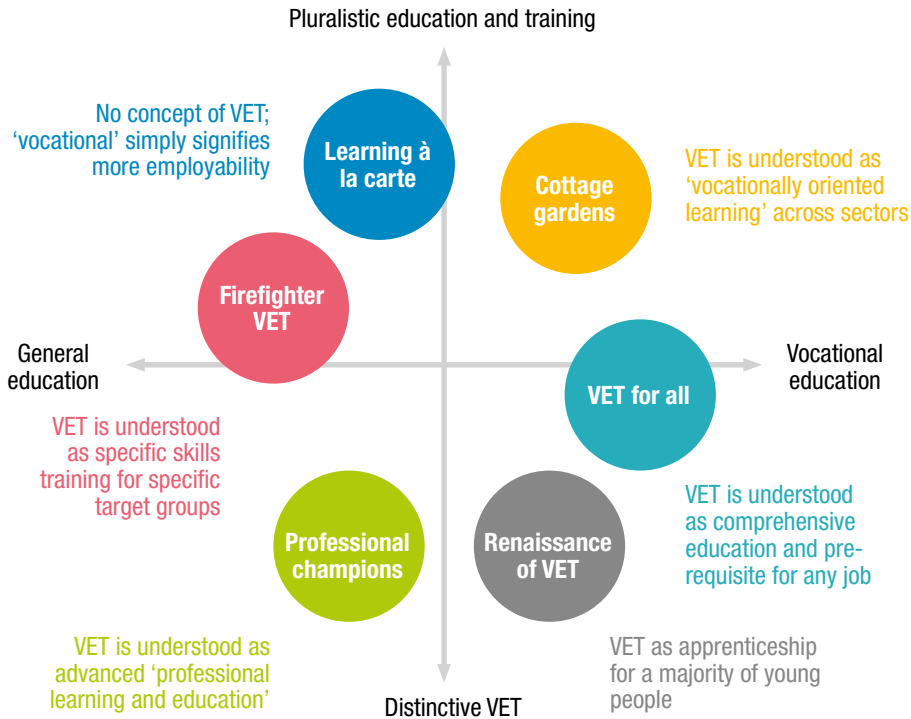 Pluralistic education and training
No concept of VET;
‘vocational’ simply signifies
more employability
Learning à
la carte
Cottage
gardens
VET is understood as
‘vocationally oriented
learning’ across sectors
Firefighter
VET
General
education
Vocational
education
VET for all
VET is understood
as specific skills
training for specific
target groups
Professional
champions
Renaissance
of VET
VET is understood
as comprehensive
education and pre-
requisite for any job
VET is understood as
advanced ‘professional
learning and education’
VET as apprenticeship
for a majority of young
people
Distinctive VET